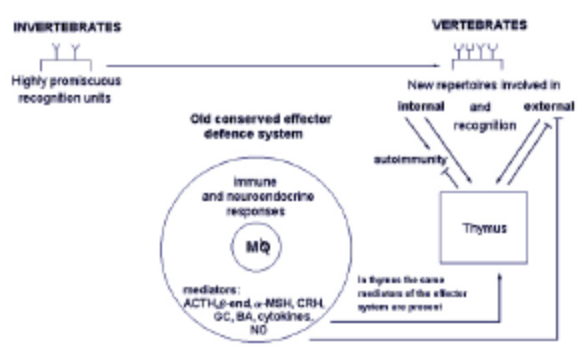 INVERTEBRATES
Highly promiscuous
recognition units
VERTEBRATES
New repertoires involved in
internal and external
recognition
autoimmunity
Thymus
Old conserved effector
defence system
immune
and neuroendocrine
responses
MØ
mediators:
ACTH,β-end, α-MSH, CRH,
GC, BA, cytokines,
NO
In thymus the same
mediators of the effector
system are present